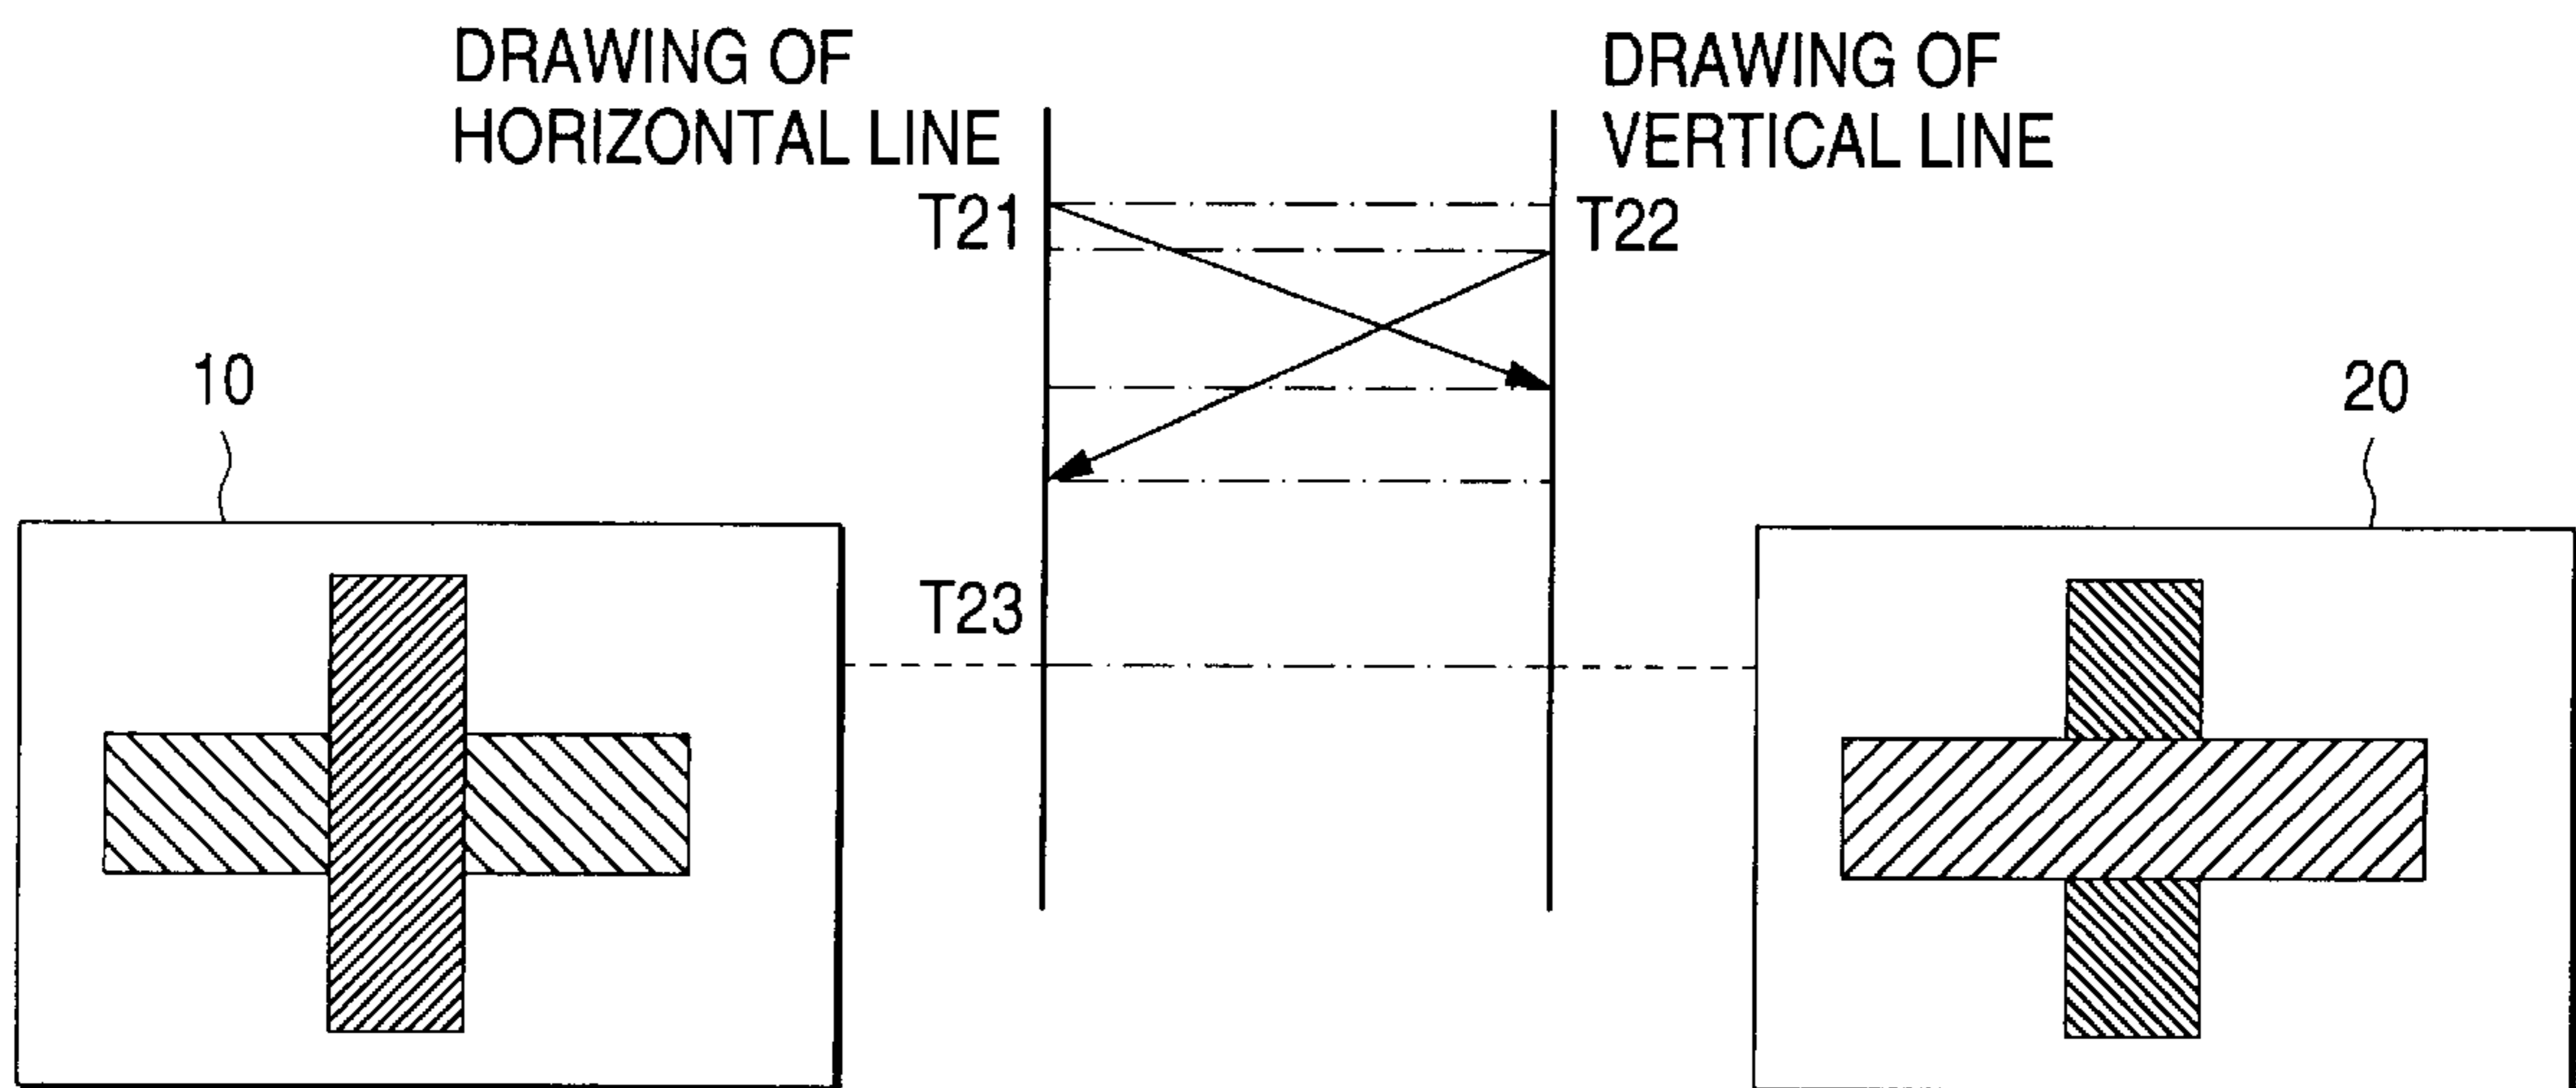 DRAWING OF
HORIZONTAL LINE
DRAWING OF
VERTICAL LINE
T21
T22
10
20
T23